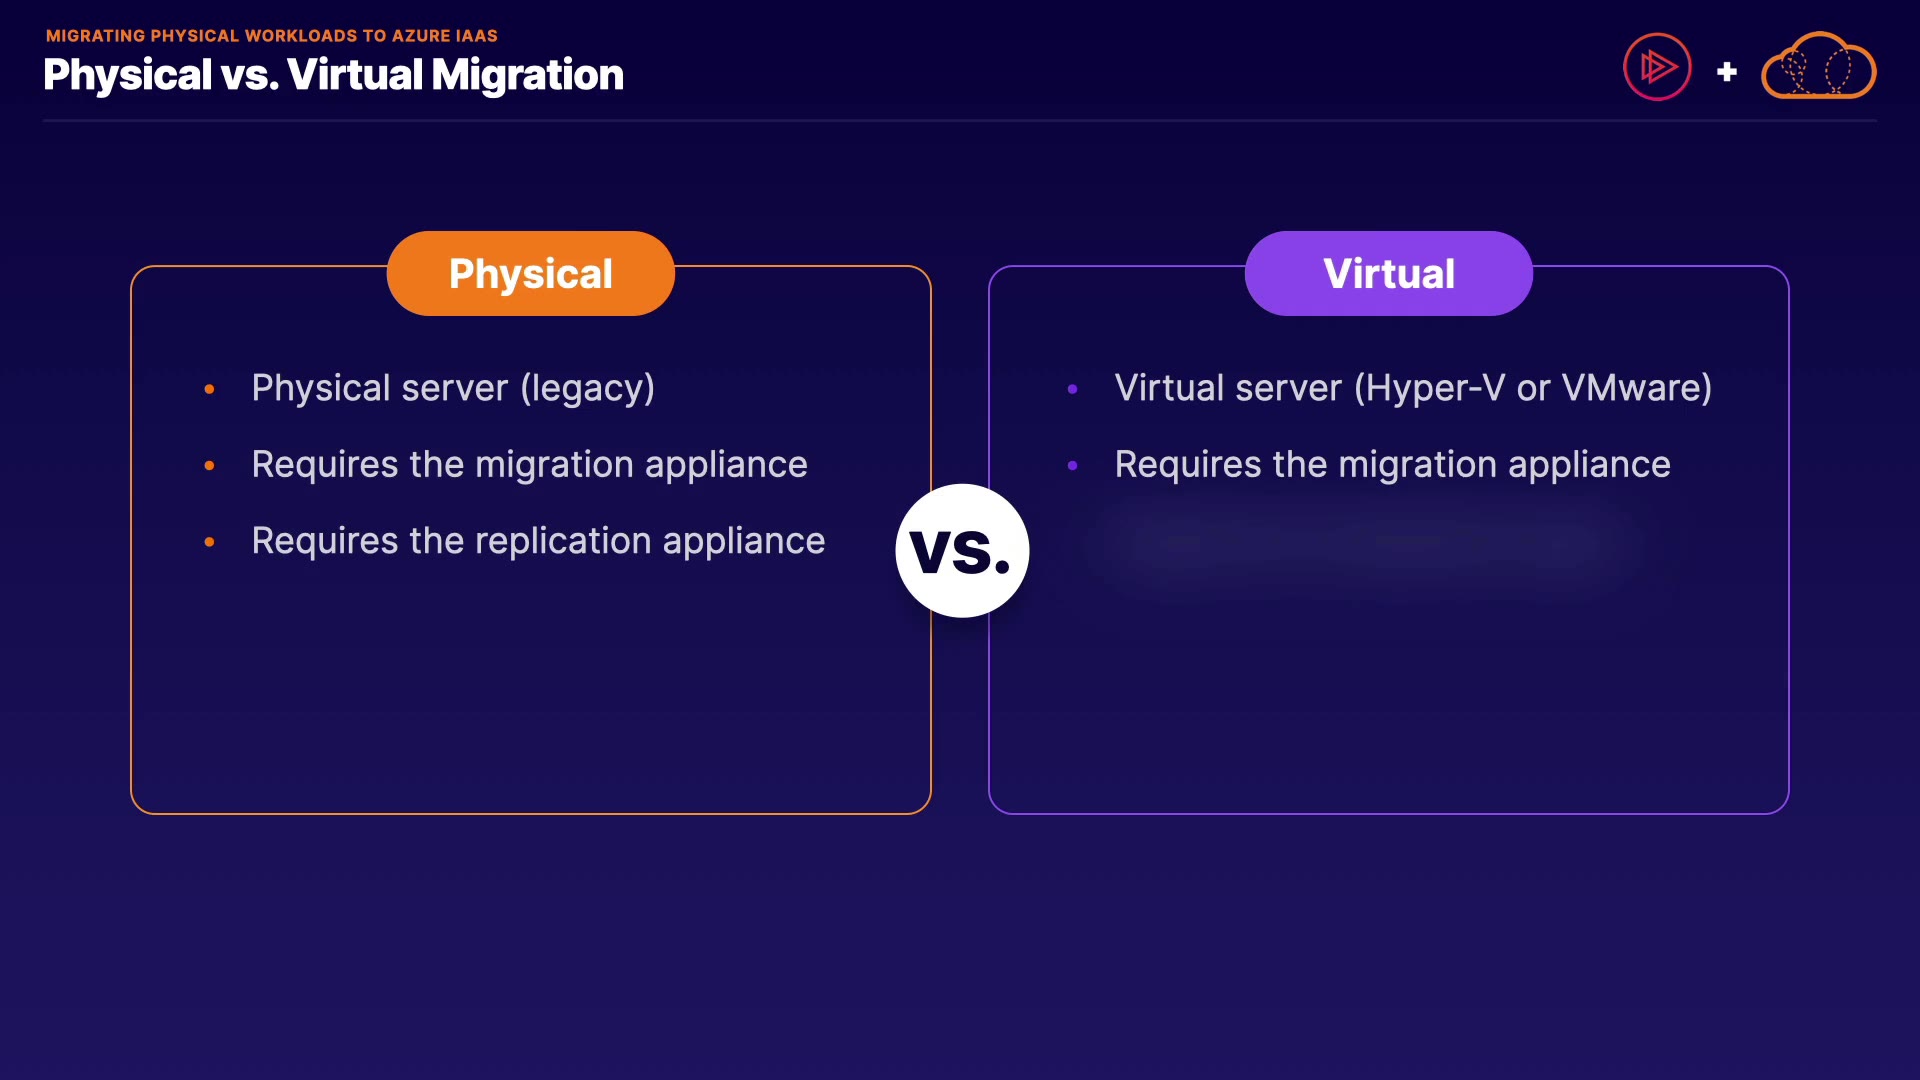 MIGRATING PHYSICAL WORKLOADS TO AZURE IAAS
Physical vs. Virtual Migration
Physical
• Physical server (legacy)
• Requires the migration appliance
• Requires the replication appliance
vs.
Virtual
• Virtual server (Hyper-V or VMware)
• Requires the migration appliance